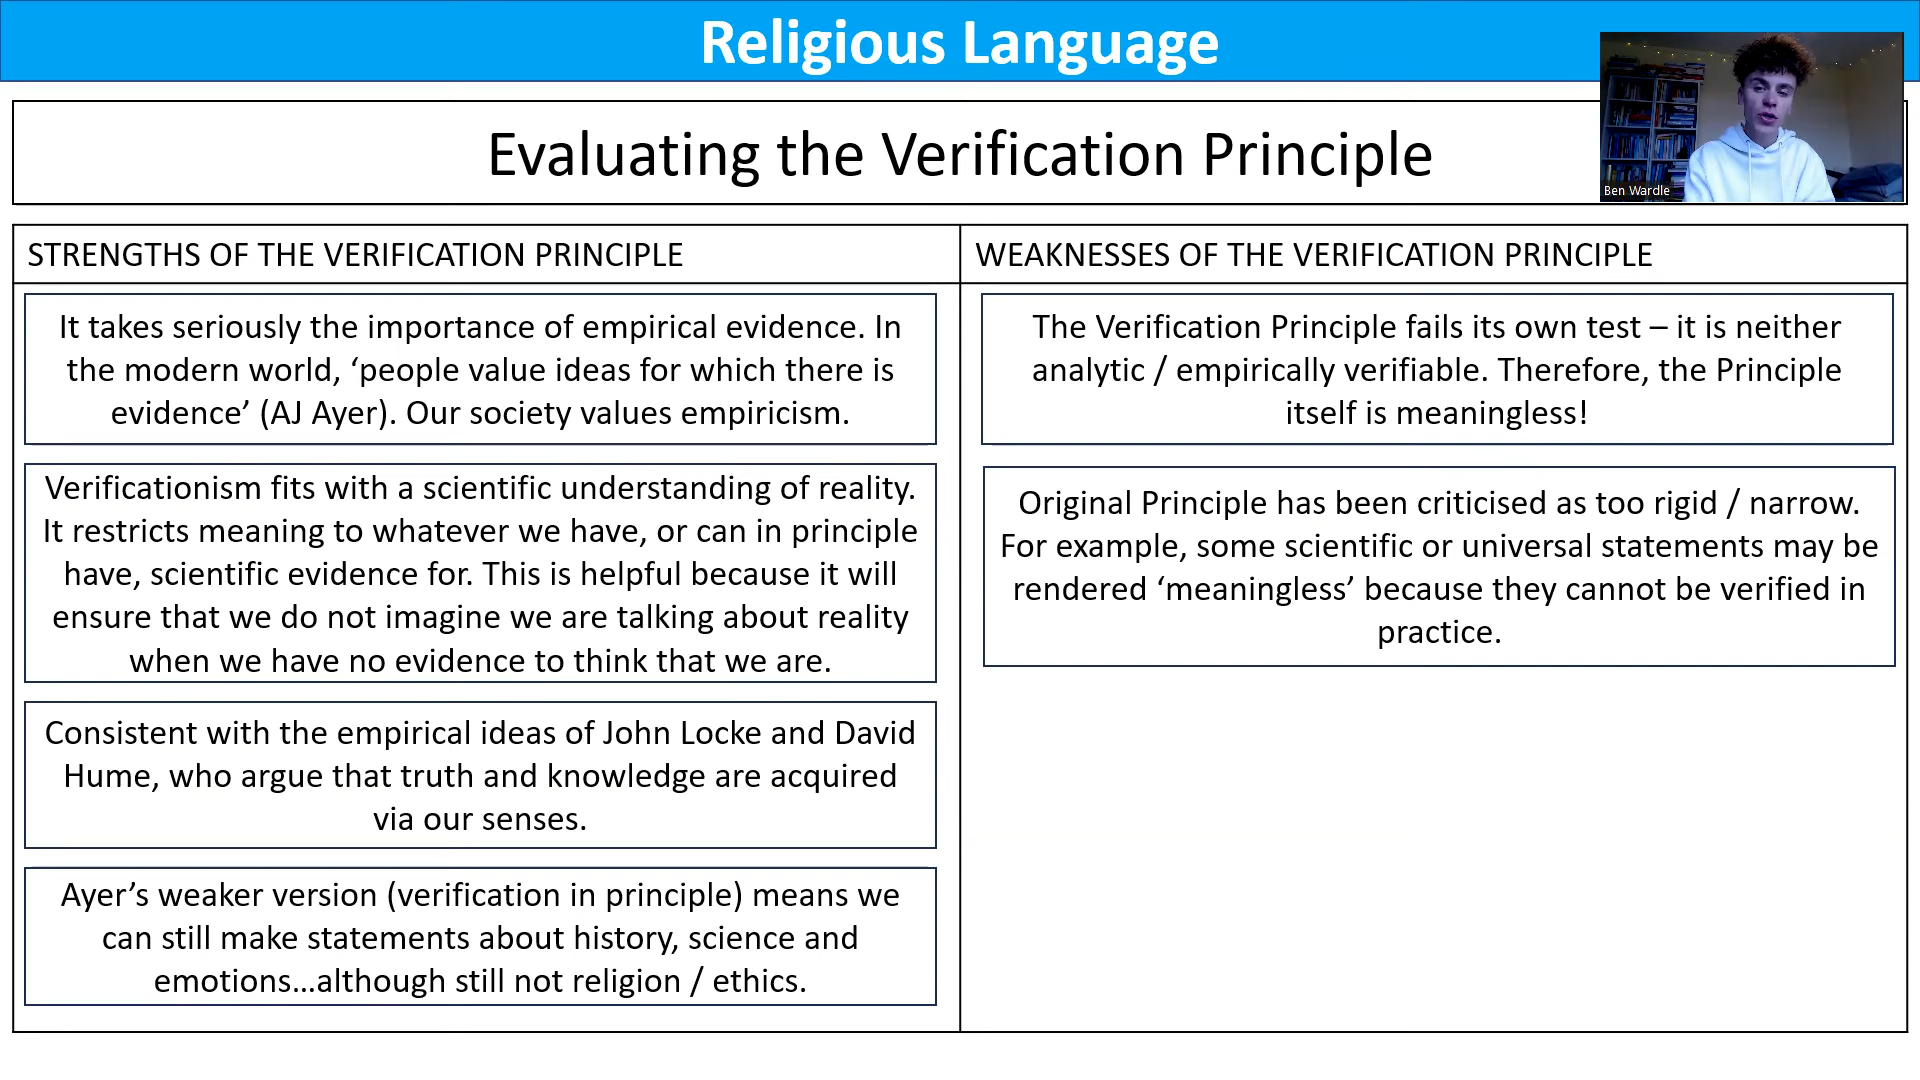 Religious Language
Evaluating the Verification Principle
Ben Wardle
STRENGTHS OF THE VERIFICATION PRINCIPLE
It takes seriously the importance of empirical evidence. In
the modern world, ‘people value ideas for which there is
evidence’ (AJ Ayer). Our society values empiricism.
Verificationism fits with a scientific understanding of reality.
It restricts meaning to whatever we have, or can in principle
have, scientific evidence for. This is helpful because it will
ensure that we do not imagine we are talking about reality
when we have no evidence to think that we are.
Consistent with the empirical ideas of John Locke and David
Hume, who argue that truth and knowledge are acquired
via our senses.
Ayer’s weaker version (verification in principle) means we
can still make statements about history, science and
emotions…although still not religion / ethics.
WEAKNESSES OF THE VERIFICATION PRINCIPLE
The Verification Principle fails its own test – it is neither
analytic / empirically verifiable. Therefore, the Principle
itself is meaningless!
Original Principle has been criticised as too rigid / narrow.
For example, some scientific or universal statements may be
rendered ‘meaningless’ because they cannot be verified in
practice.